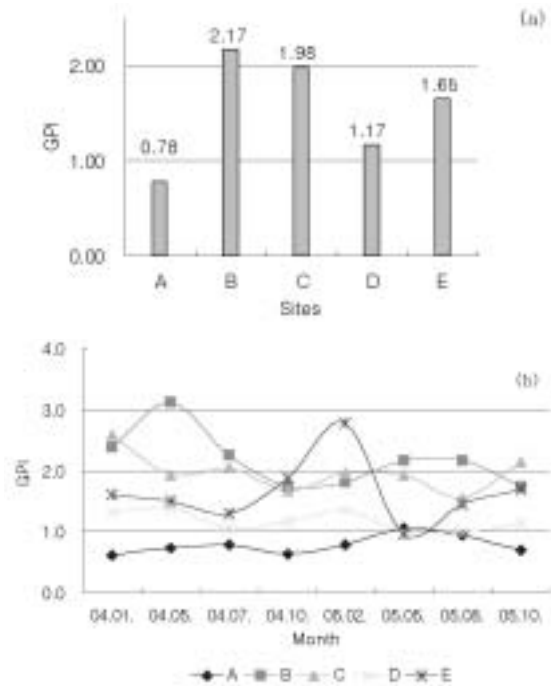 (a)
2.17
1.98
1.65
1.17
0.78
2.00
1.00
0.00
GPI
A B C D E
Sites
4.0
(b)
3.0
2.0
1.0
0.0
GPI
04.01. 04.05. 04.07. 04.10. 05.02. 05.05. 05.08. 05.10.
Month
A B C D E